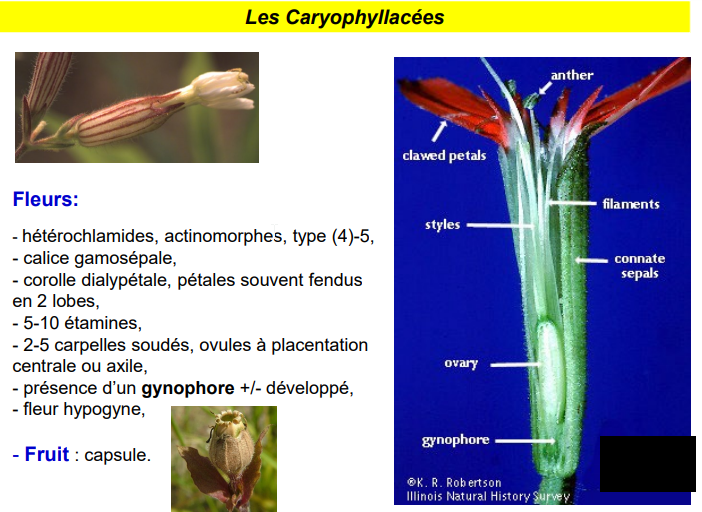 Les Caryophyllacées
Fleurs:
- hétérochlamides, actinomorphes, type (4)-5,
- calice gamosépale,
- corolle dialypétale, pétales souvent fendus
en 2 lobes,
- 5-10 étamines,
- 2-5 carpelles soudés, ovules à placentation
centrale ou axile,
- présence d’un gynophore +/- développé,
- fleur hypogyne,
- Fruit : capsule.
anther
clawed petals
filaments
styles
connate
sepals
ovary
gynophore
©K. R. Robertson
Illinois Natural History Survey